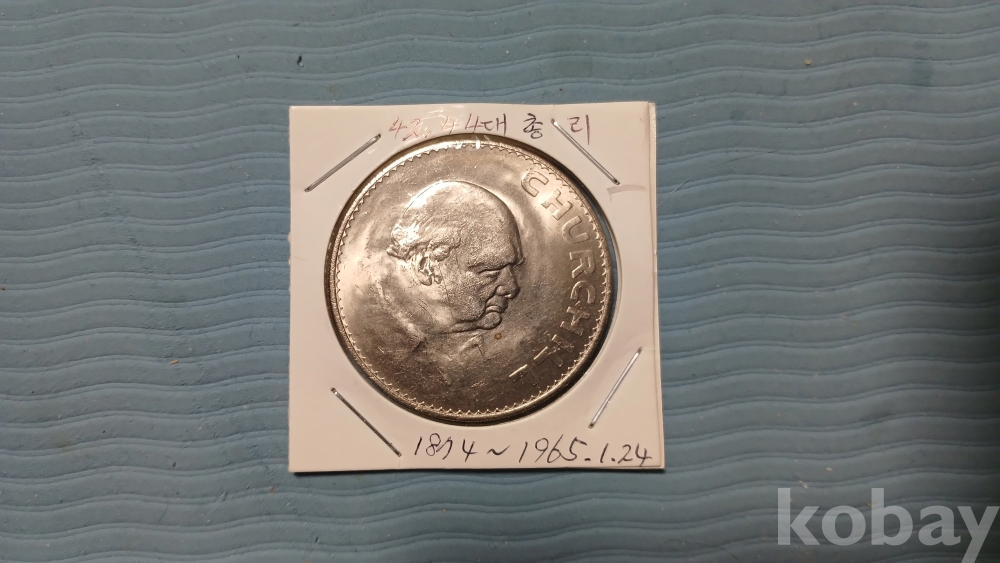 42, 44대 총리
CHURCHILL
1874~1965.1.24
kobay